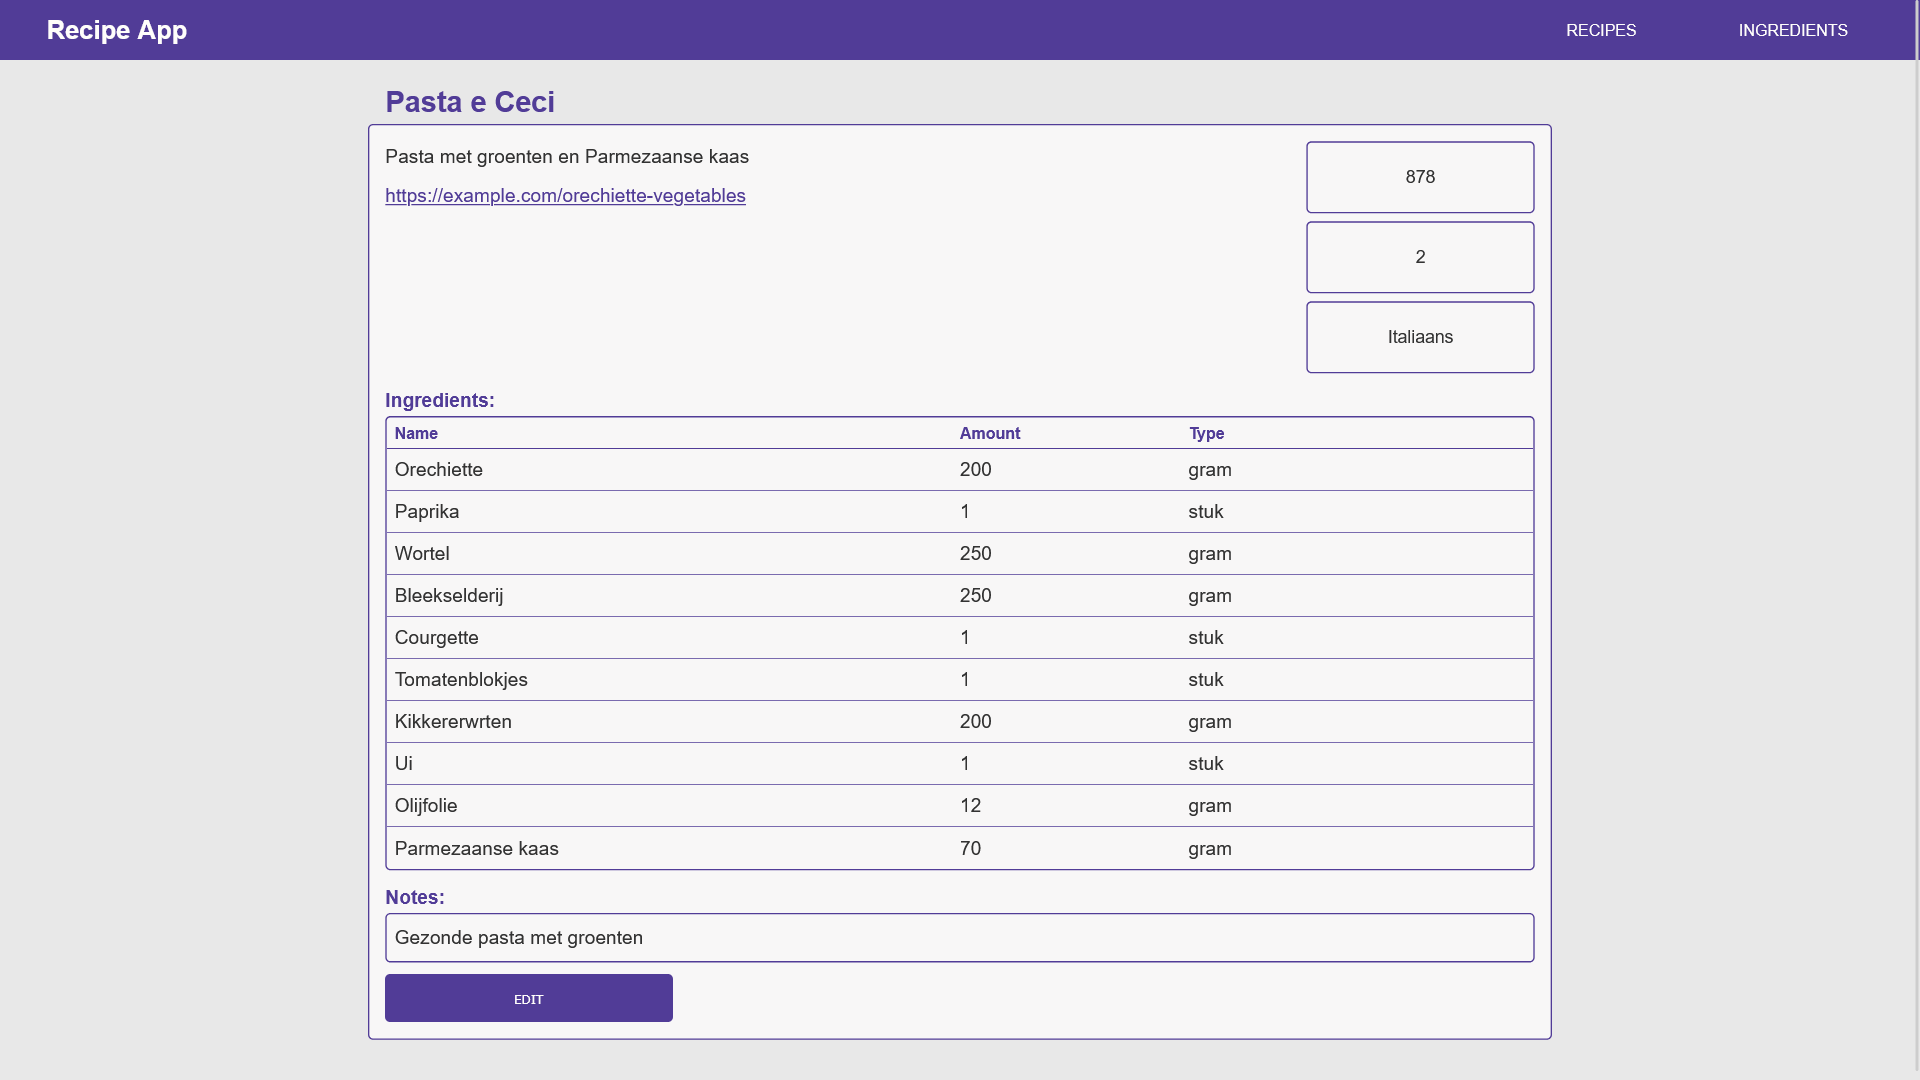 Recipe App RECIPES INGREDIENTS
Pasta e Ceci
Pasta met groenten en Parmezaanse kaas
https://example.com/orechiette-vegetables
878
2
Italiaans
Ingredients:
Name Amount Type
Orechiette 200 gram
Paprika 1 stuk
Wortel 250 gram
Bleekselderij 250 gram
Courgette 1 stuk
Tomatenblokjes 1 stuk
Kikkererwrten 200 gram
Ui 1 stuk
Olijfolie 12 gram
Parmezaanse kaas 70 gram
Notes:
Gezonde pasta met groenten
EDIT